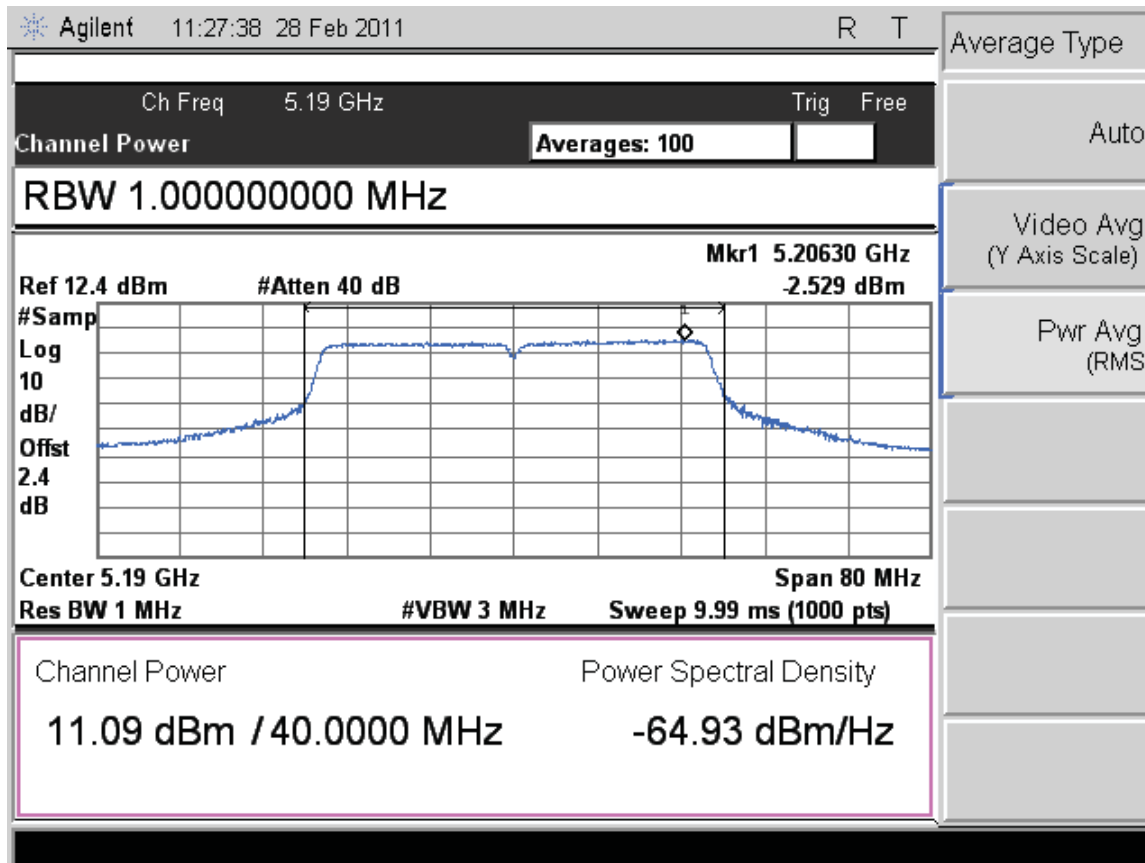 Agilent 11:27:38 28 Feb 2011 R T
Average Type
Ch Freq 5.19 GHz Trig Free
Channel Power Averages: 100
Auto
RBW 1.000000000 MHz
Video Avg
(Y Axis Scale)
Mkr1 5.20630 GHz
Ref 12.4 dBm #Atten 40 dB -2.529 dBm
#Samp
Log
10
dB/
Offst
2.4
dB
1
Pwr Avg
(RMS
Center 5.19 GHz Span 80 MHz
Res BW 1 MHz #VBW 3 MHz Sweep 9.99 ms (1000 pts)
Channel Power Power Spectral Density
11.09 dBm / 40.0000 MHz -64.93 dBm/Hz